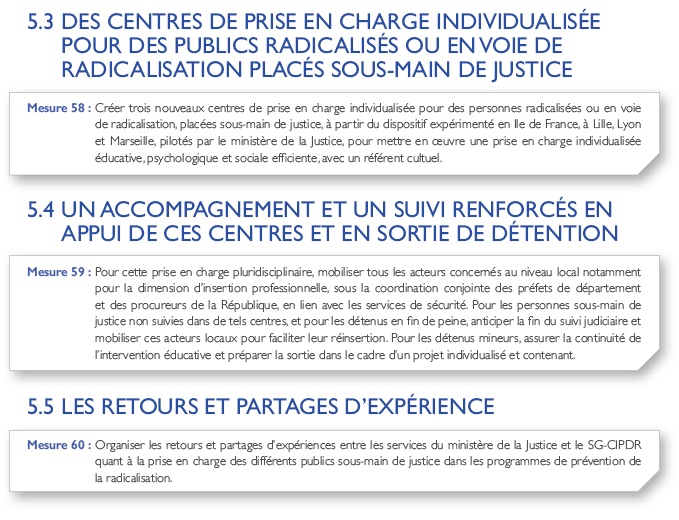 5.3 DES CENTRES DE PRISE EN CHARGE INDIVIDUALISÉE
POUR DES PUBLICS RADICALISÉS OU EN VOIE DE
RADICALISATION PLACÉS SOUS-MAIN DE JUSTICE
Mesure 58 : Créer trois nouveaux centres de prise en charge individualisée pour des personnes radicalisées ou en voie
de radicalisation, placées sous-main de justice, à partir du dispositif expérimenté en Ile de France, à Lille, Lyon
et Marseille, pilotés par le ministère de la Justice, pour mettre en œuvre une prise en charge individualisée
éducative, psychologique et sociale efficiente, avec un référent cultuel.
5.4 UN ACCOMPAGNEMENT ET UN SUIVI RENFORCÉS EN
APPUI DE CES CENTRES ET EN SORTIE DE DÉTENTION
Mesure 59 : Pour cette prise en charge pluridisciplinaire, mobiliser tous les acteurs concernés au niveau local notamment
pour la dimension d'insertion professionnelle, sous la coordination conjointe des préfets de département
et des procureurs de la République, en lien avec les services de sécurité. Pour les personnes sous-main de
justice non suivies dans de tels centres, et pour les détenus en fin de peine, anticiper la fin du suivi judiciaire et
mobiliser ces acteurs locaux pour faciliter leur réinsertion. Pour les détenus mineurs, assurer la continuité de
l'intervention éducative et préparer la sortie dans le cadre d'un projet individualisé et contenant.
5.5 LES RETOURS ET PARTAGES D'EXPÉRIENCE
Mesure 60 : Organiser les retours et partages d'expériences entre les services du ministère de la Justice et le SG-CIPDR
quant à la prise en charge des différents publics sous-main de justice dans les programmes de prévention de
la radicalisation.